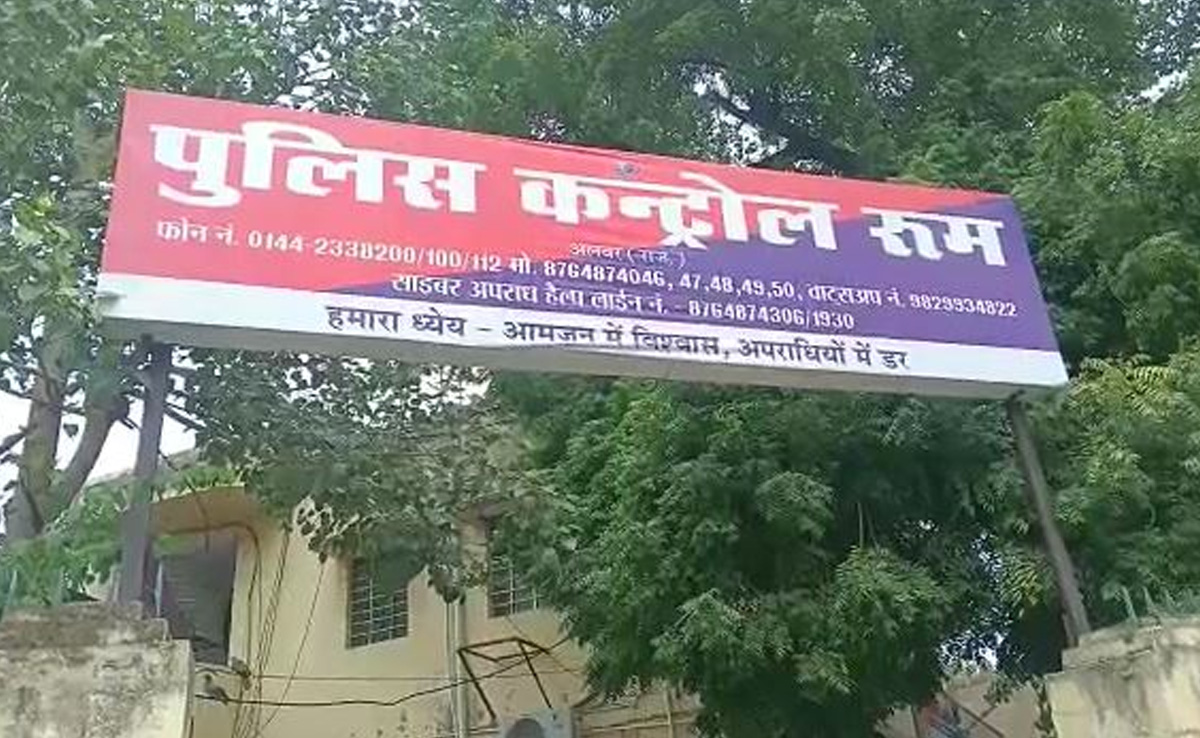 पुलिस कन्ट्रोल रूम
अलवर (राज.)
फोन नं. 0144-2338200/100/112 मो. 8764874046, 47,48,49,50, वाट्सअप नं. 9829934822
साइबर अपराध हैल्प लाईन नं. - 8764874306/1930
हमारा ध्येय - आमजन में विश्वास, अपराधियों में डर